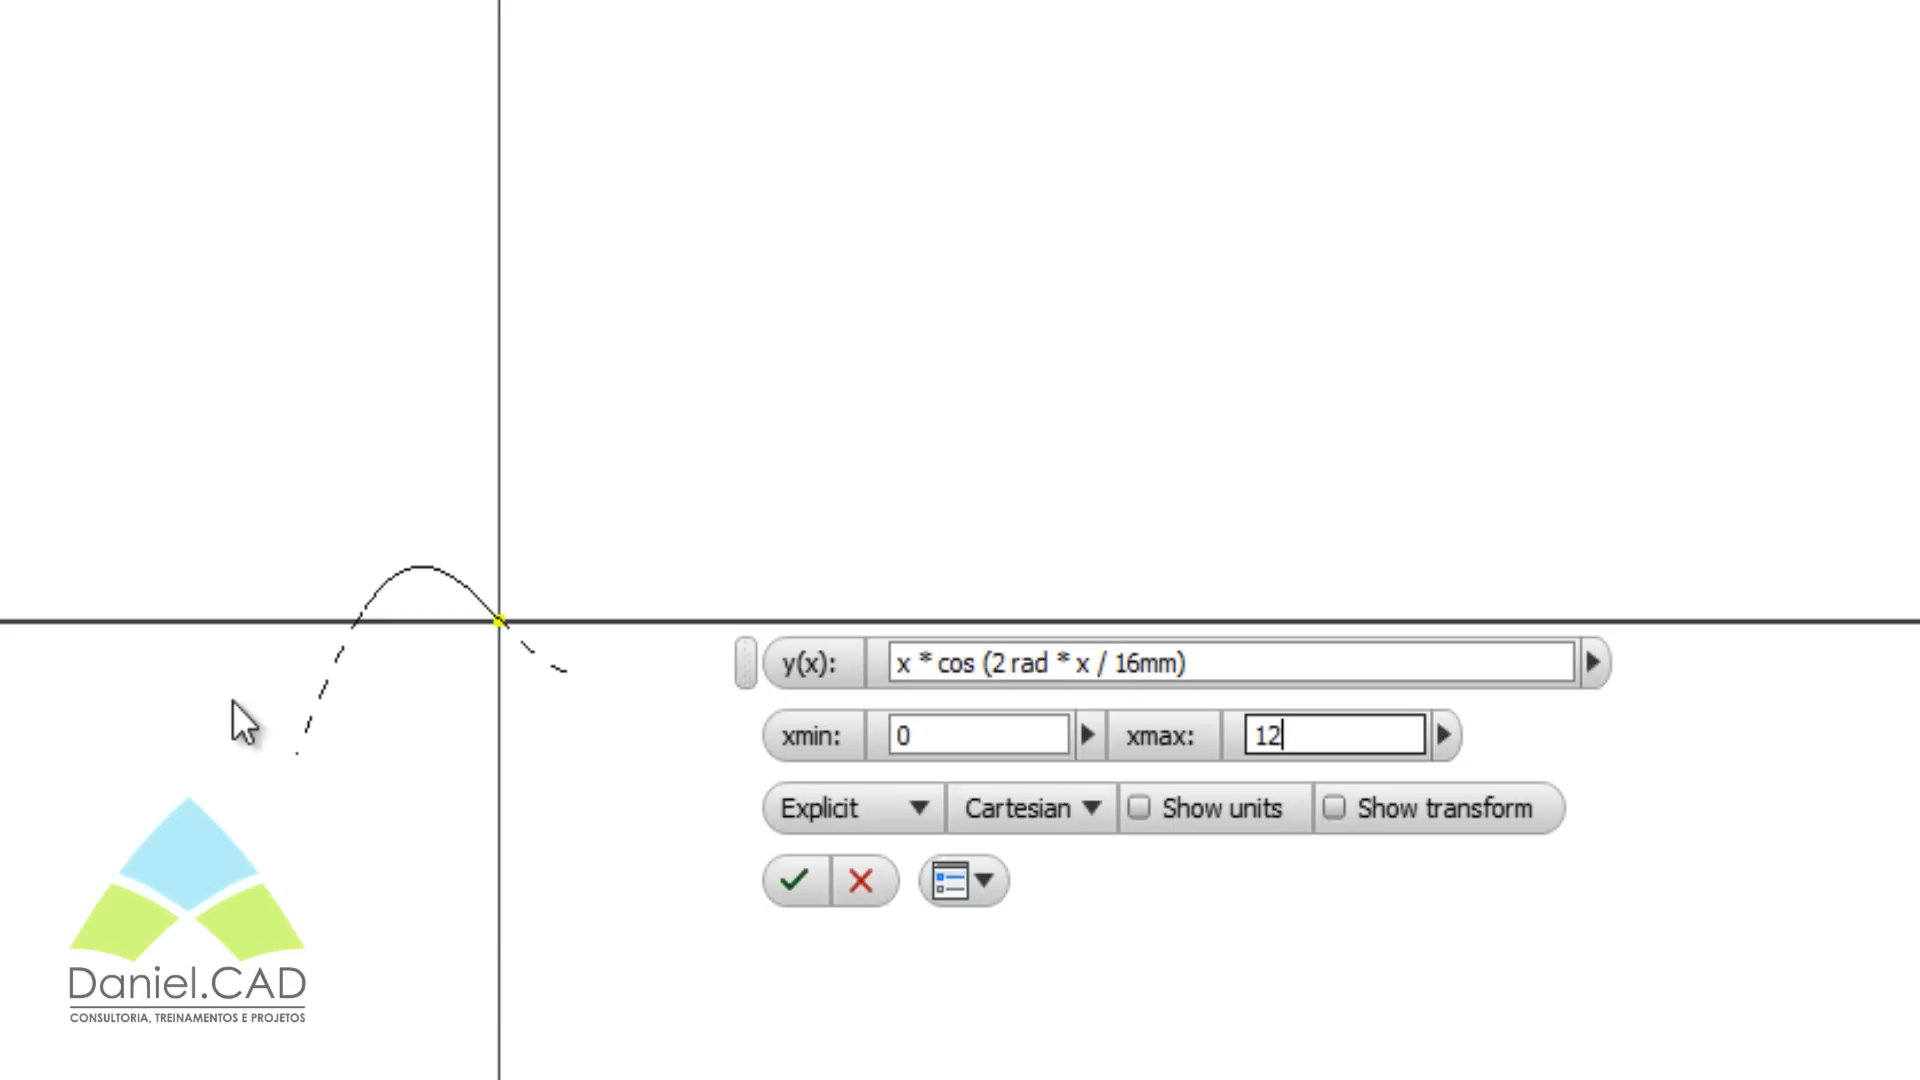 y(x): x * cos (2 rad * x / 16mm)
xmin: 0 xmax: 12
Explicit Cartesian Show units Show transform
Daniel.CAD
CONSULTORIA, TREINAMENTOS E PROJETOS